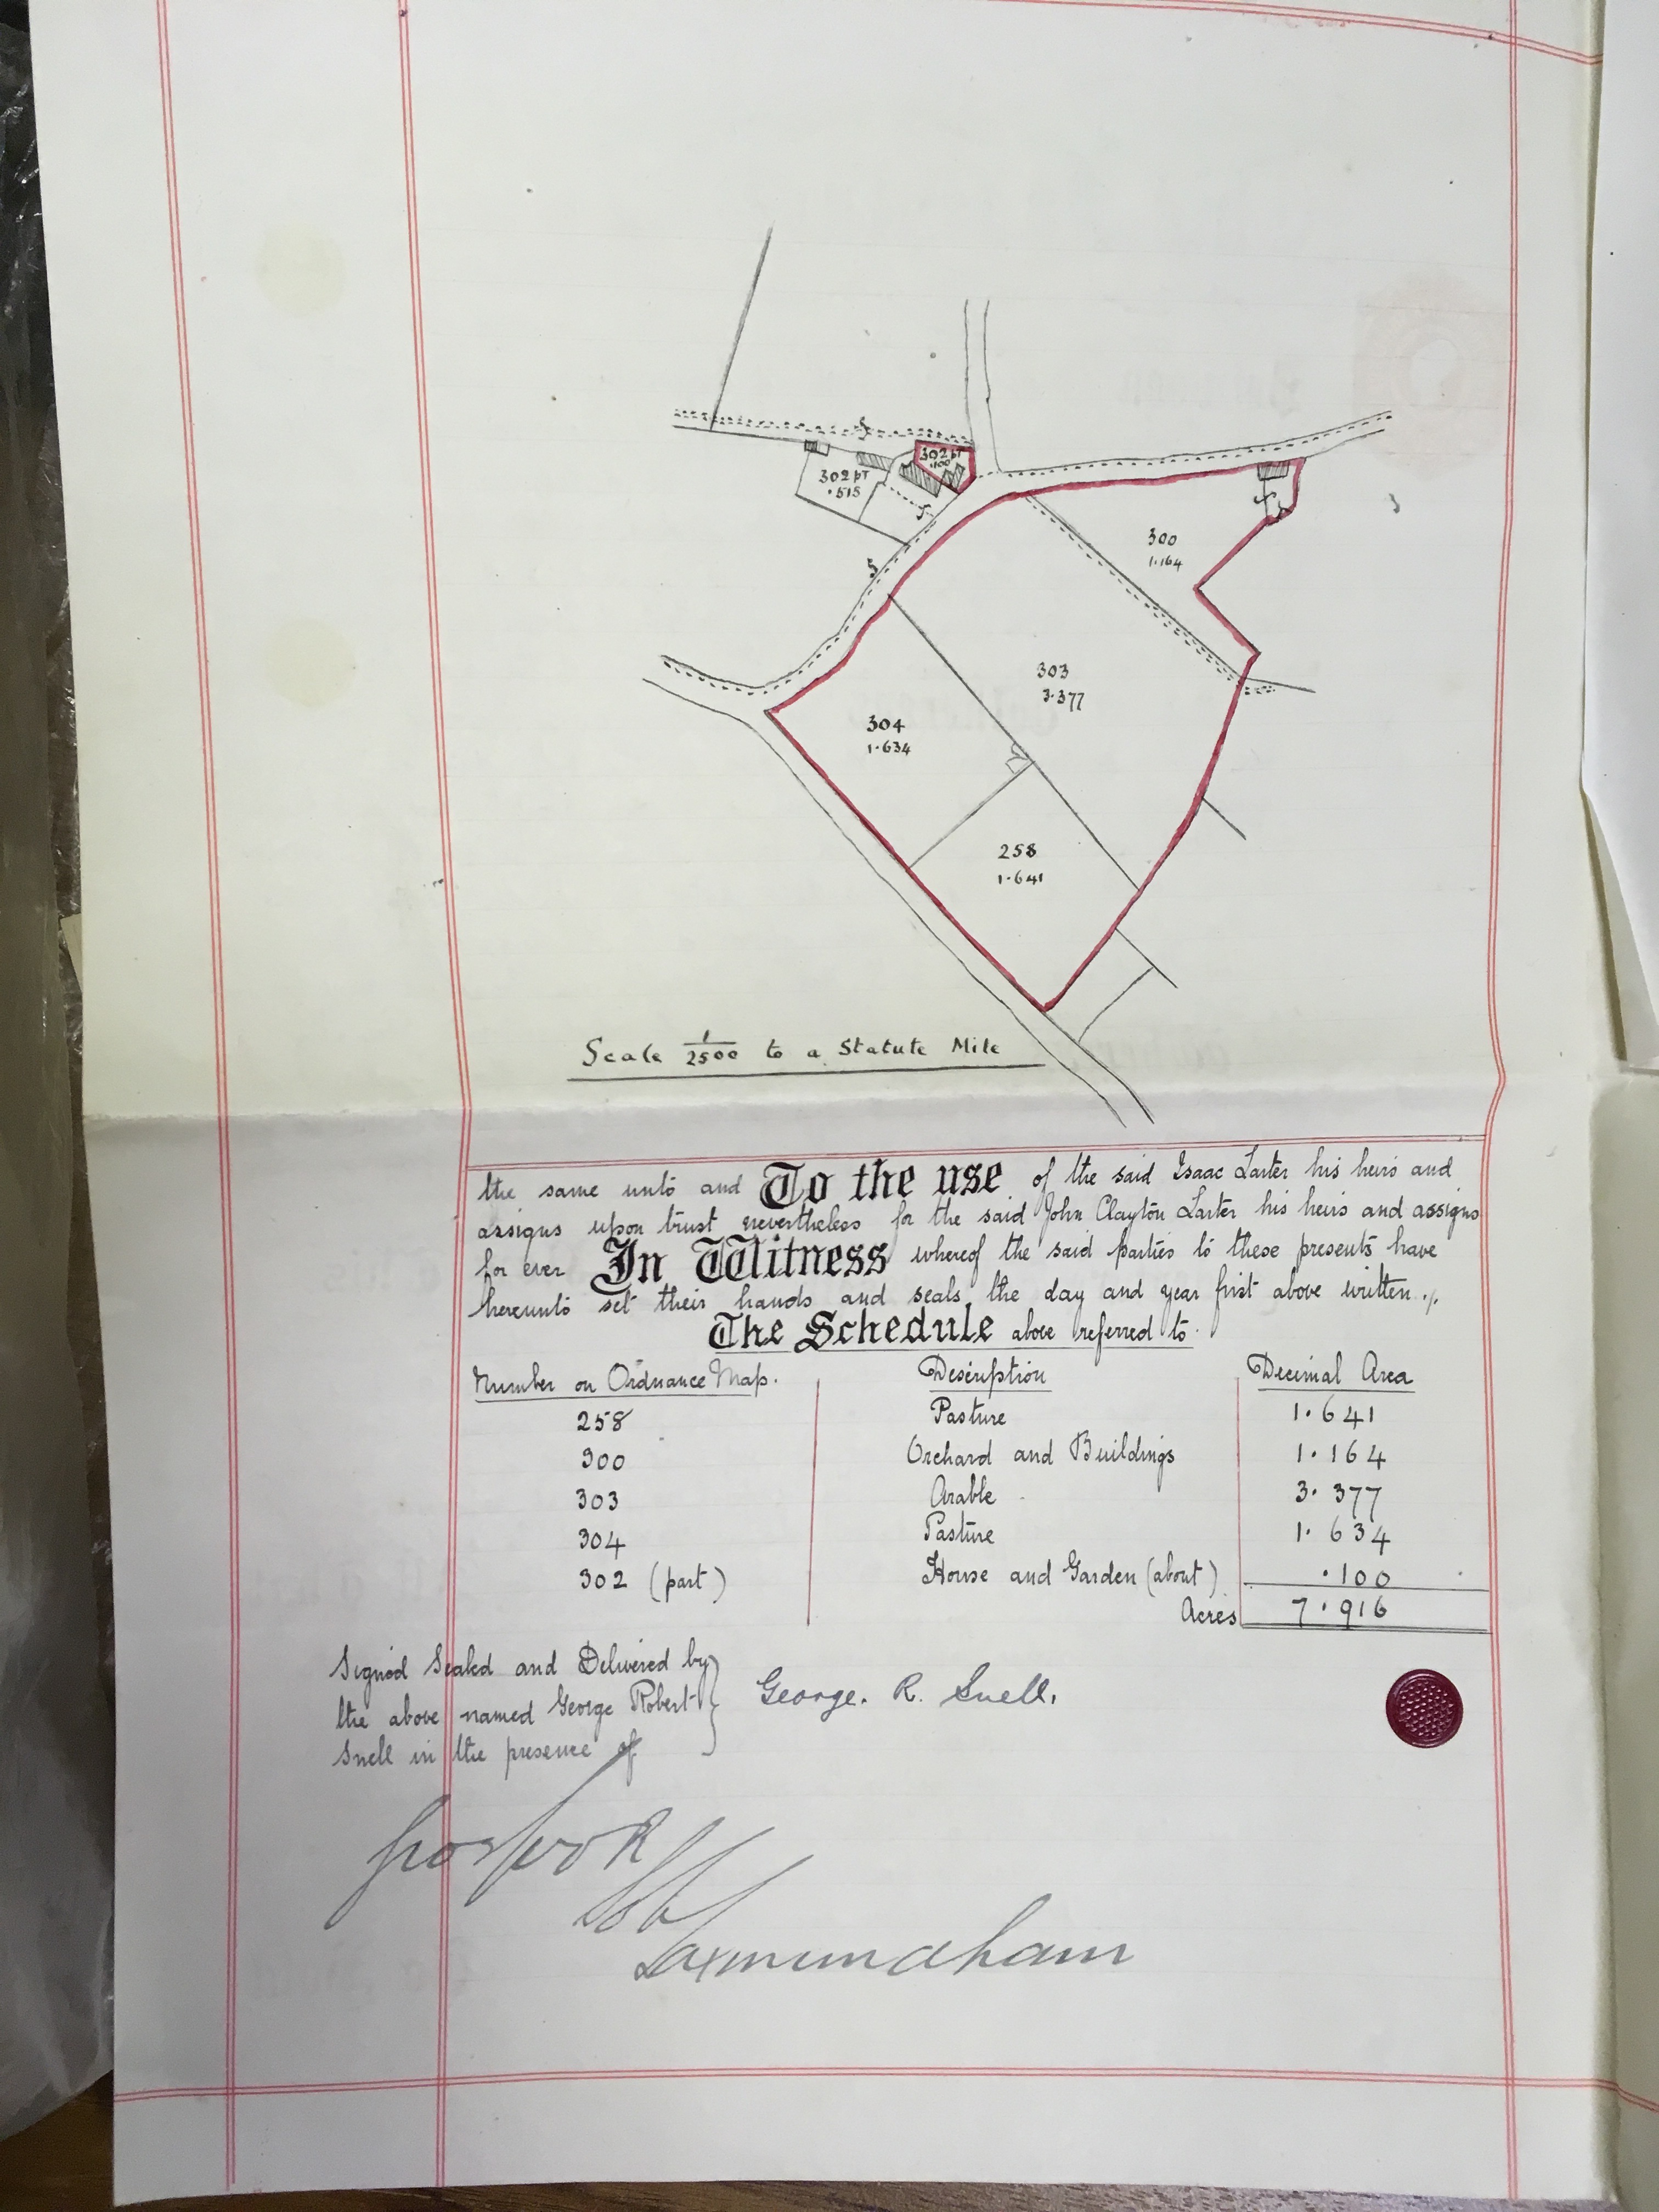 302 pt
.100
302 pt
.515
300
1.164
303
3.377
304
1.634
258
1.641
Scale 1/2500 to a Statute Mile
the same unto and To the use of the said Isaac Larter his heirs and
assigns upon trust nevertheless for the said John Clayton Larter his heirs and assigns
for ever In Witness whereof the said parties to these presents have
hereunto set their hands and seals the day and year first above written.
The Schedule above referred to.
Number on Ordnance Map. Description Decimal Area
258 Pasture 1.641
300 Orchard and Buildings 1.164
303 Arable 3.377
304 Pasture 1.634
302 (part) House and Garden (about) .100
Acres 7.916
Signed Sealed and Delivered by
the above named George Robert
Snell in the presence of
George. R. Snell.
Saxmundham